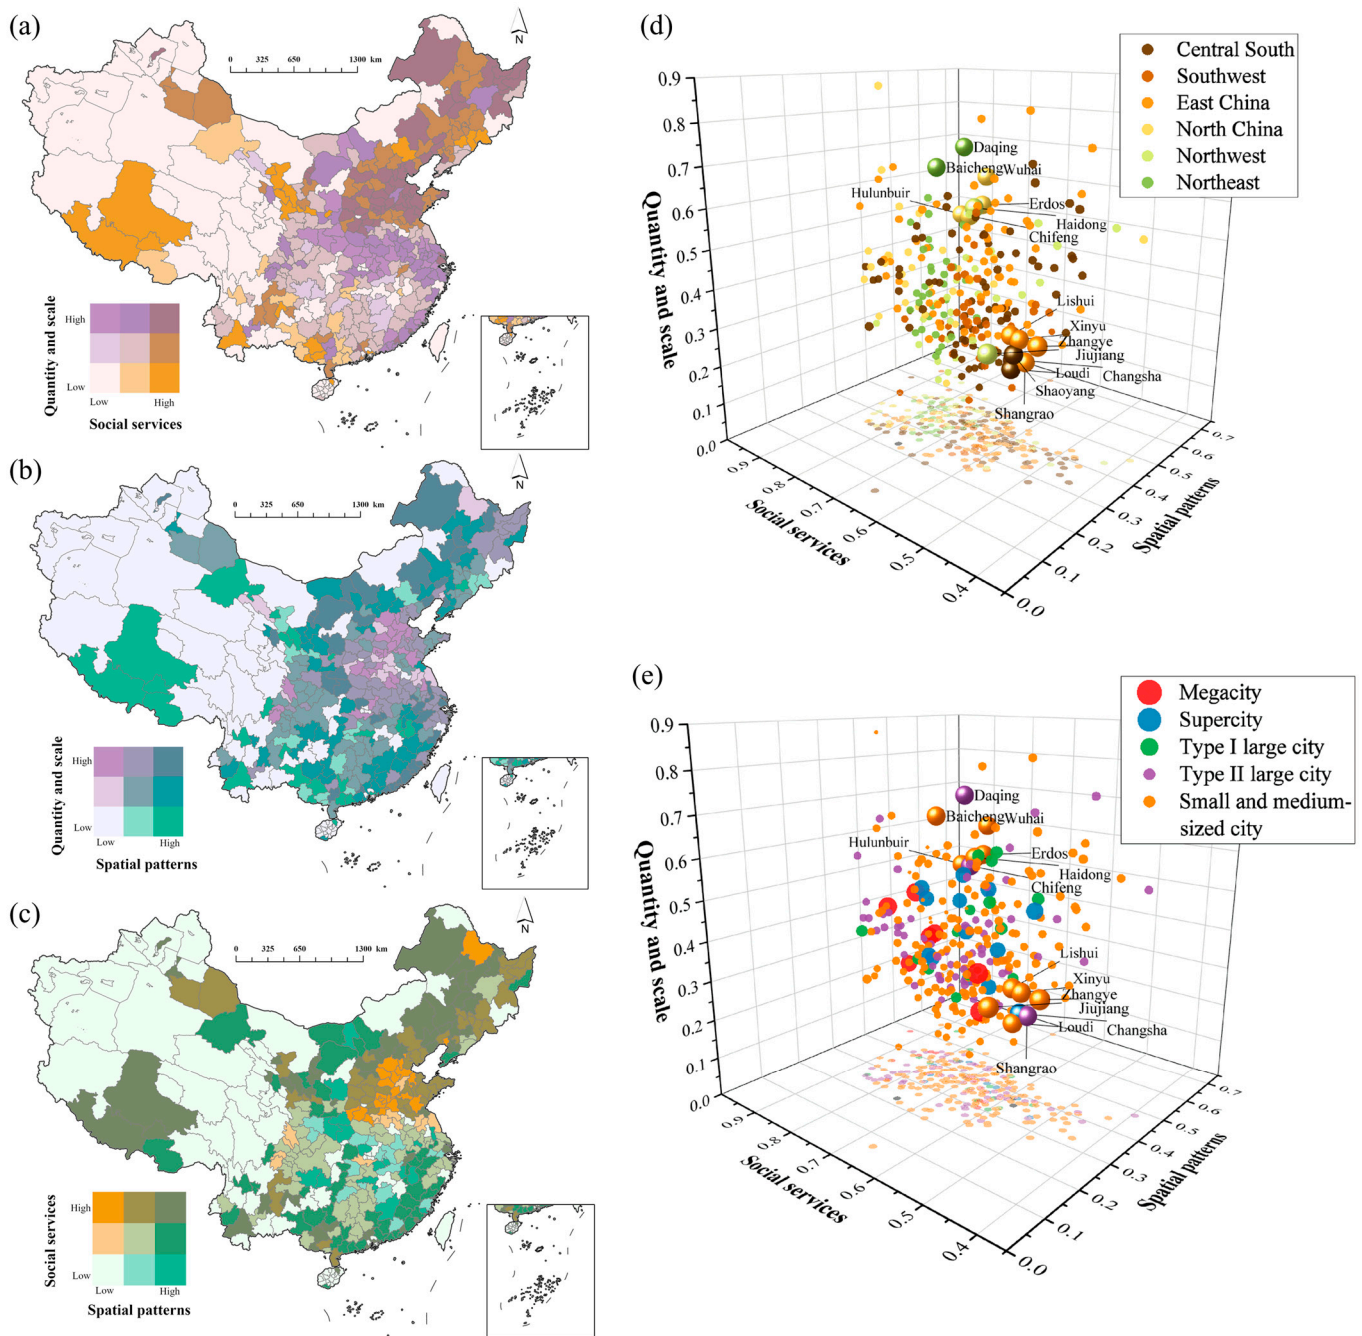 (a)
N
0 325 650 1300 km
Quantity and scale
High
Low
Low High
Social services
(b)
N
0 325 650 1300 km
Quantity and scale
High
Low
Low High
Spatial patterns
(c)
N
0 325 650 1300 km
Social services
High
Low
Low High
Spatial patterns
(d)
Central South
Southwest
East China
North China
Northwest
Northeast
Quantity and scale
0.9
0.8
0.7
0.6
0.5
0.4
0.3
0.2
0.1
0.0
Daqing
Baicheng
Wuhai
Hulunbuir
Erdos
Haidong
Chifeng
Lishui
Xinyu
Zhangye
Jiujiang
Loudi
Changsha
Shaoyang
Shangrao
0.9
0.8
0.7
0.6
0.5
0.4
Social services
0.0
0.1
0.2
0.3
0.4
0.5
0.6
0.7
Spatial patterns
(e)
Megacity
Supercity
Type I large city
Type II large city
Small and medium-
sized city
Quantity and scale
0.9
0.8
0.7
0.6
0.5
0.4
0.3
0.2
0.1
0.0
Daqing
Baicheng
Wuhai
Hulunbuir
Erdos
Haidong
Chifeng
Lishui
Xinyu
Zhangye
Jiujiang
Loudi
Changsha
Shangrao
0.9
0.8
0.7
0.6
0.5
0.4
Social services
0.0
0.1
0.2
0.3
0.4
0.5
0.6
0.7
Spatial patterns